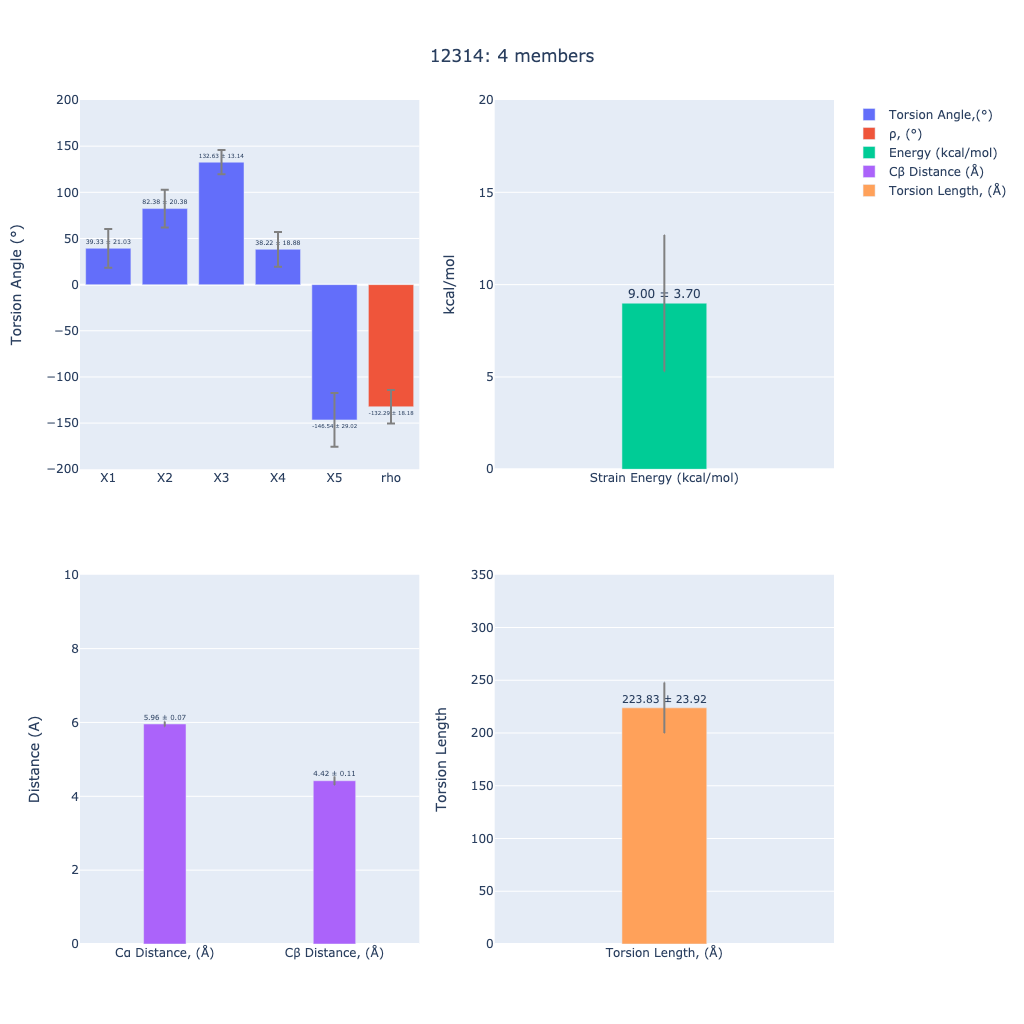 12314: 4 members
Torsion Angle,(°)
ρ, (°)
Energy (kcal/mol)
Cβ Distance (Å)
Torsion Length, (Å)
Torsion Angle (°)
200
150
100
50
0
−50
−100
−150
−200
39.33 ± 21.03
82.38 ± 20.38
132.63 ± 13.14
38.22 ± 18.88
-146.54 ± 29.02
-132.29 ± 18.18
X1
X2
X3
X4
X5
rho
kcal/mol
20
15
10
5
0
9.00 ± 3.70
Strain Energy (kcal/mol)
Distance (A)
10
8
6
4
2
0
5.96 ± 0.07
4.42 ± 0.11
Cα Distance, (Å)
Cβ Distance, (Å)
Torsion Length
350
300
250
200
150
100
50
0
223.83 ± 23.92
Torsion Length, (Å)